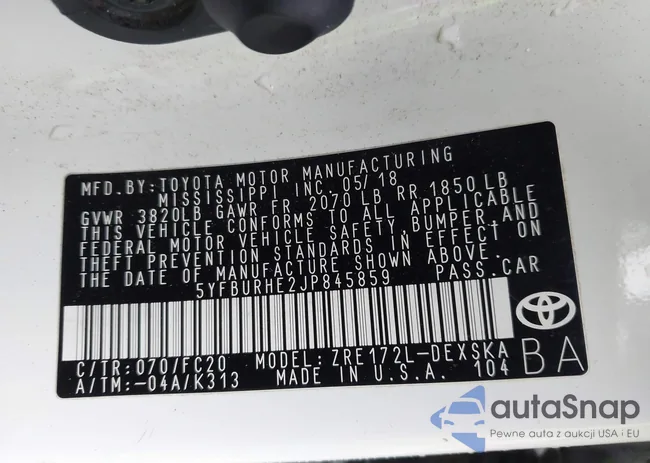 MFD. BY: TOYOTA MOTOR MANUFACTURING
MISSISSIPPI INC. 05/18
GVWR 3820LB GAWR FR. 2070 LB RR 1850 LB
THIS VEHICLE CONFORMS TO ALL APPLICABLE
FEDERAL MOTOR VEHICLE SAFETY, BUMPER, AND
THEFT PREVENTION STANDARDS IN EFFECT ON
THE DATE OF MANUFACTURE SHOWN ABOVE.
5YFBURHE2JP845859 PASS. CAR
C/TR: 070/FC20 MODEL: ZRE172L-DEXSKA
A/TM: -04A/K313 MADE IN U.S.A. 104
BA
autaSnap
Pewne auta z aukcji USA i EU